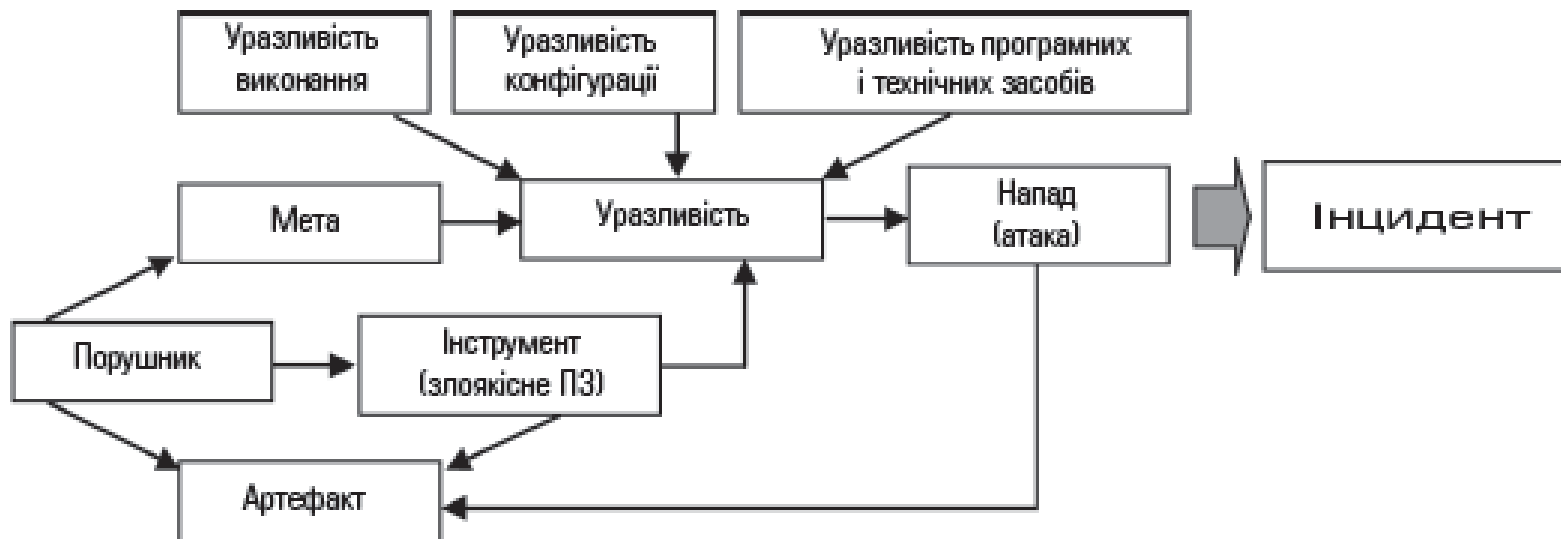 Уразливість
виконання
Уразливість
конфігурації
Уразливість програмних
і технічних засобів
Мета
Уразливість
Напад
(атака)
Інцидент
Порушник
Інструмент
(злоякісне ПЗ)
Артефакт